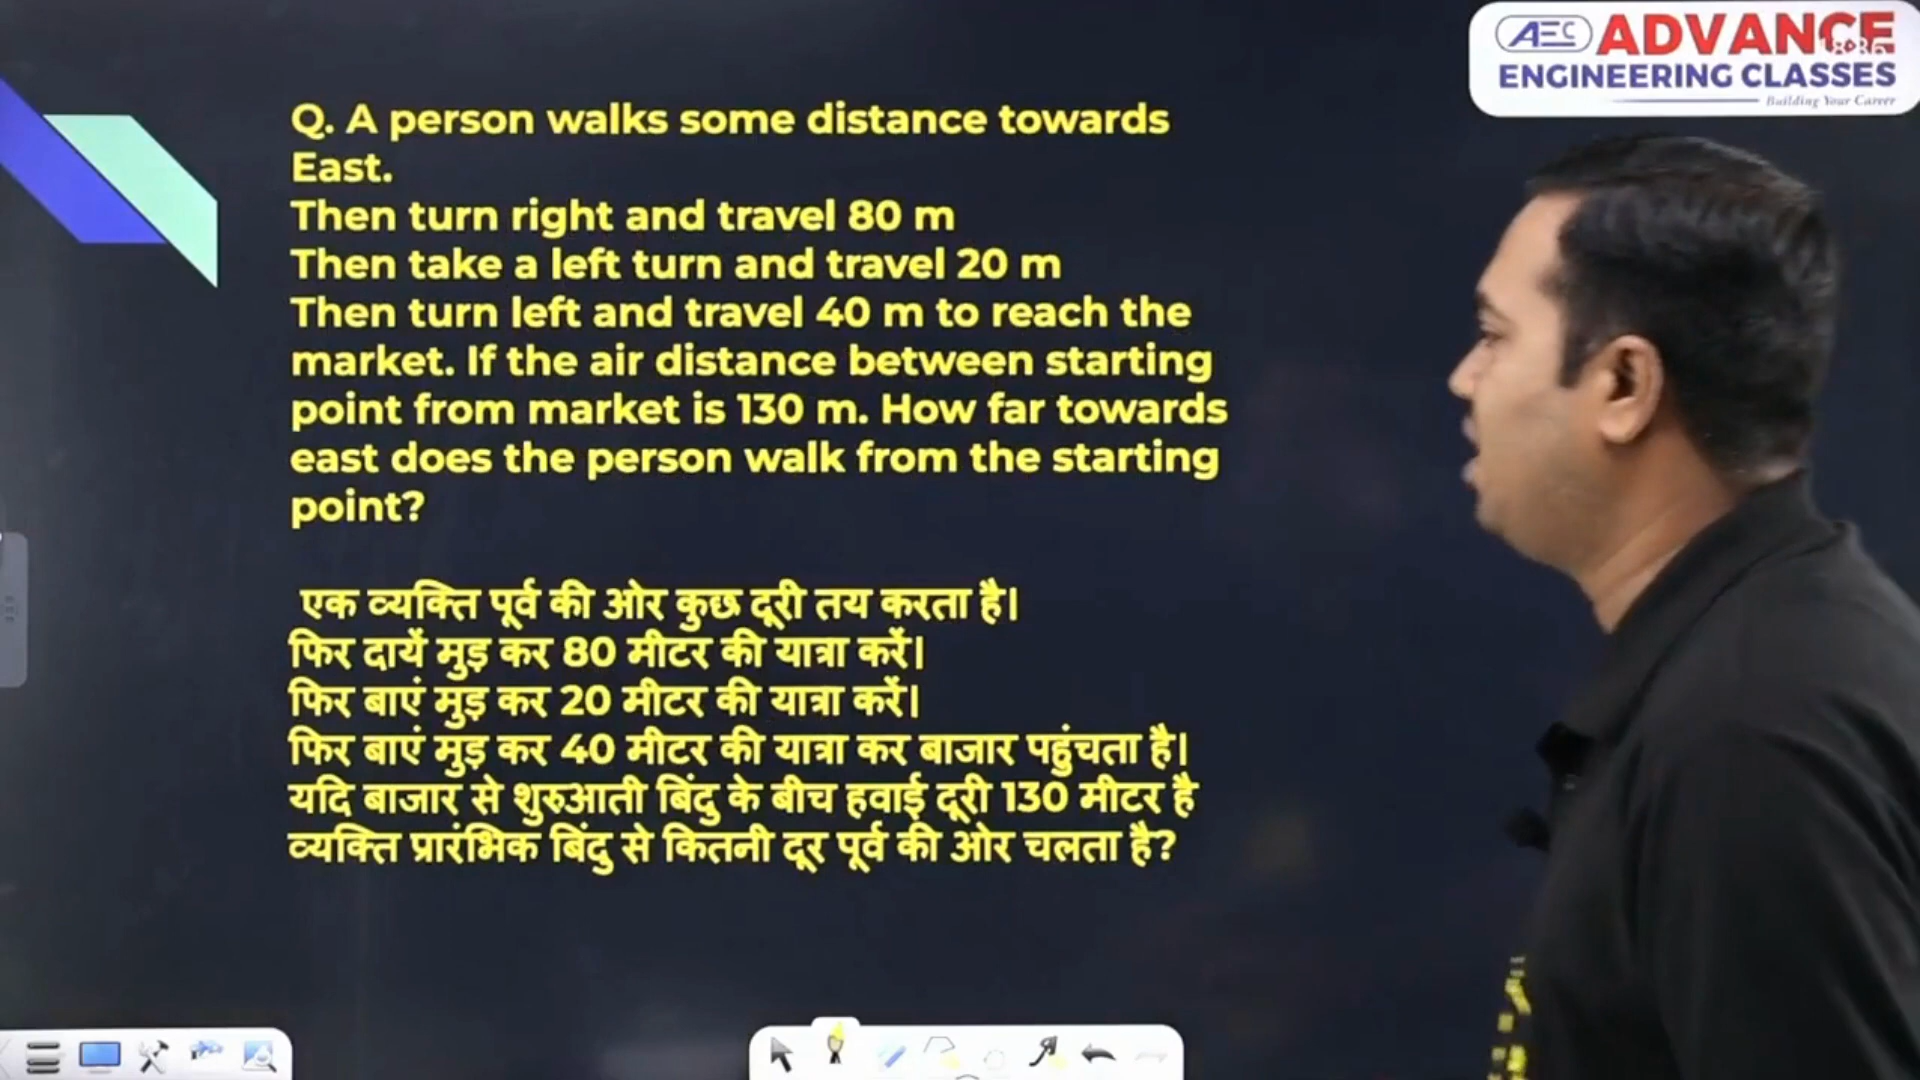 AEC ADVANCE
ENGINEERING CLASSES
Building Your Career
Q. A person walks some distance towards
East.
Then turn right and travel 80 m
Then take a left turn and travel 20 m
Then turn left and travel 40 m to reach the
market. If the air distance between starting
point from market is 130 m. How far towards
east does the person walk from the starting
point?
एक व्यक्ति पूर्व की ओर कुछ दूरी तय करता है।
फिर दायें मुड़ कर 80 मीटर की यात्रा करें।
फिर बाएं मुड़ कर 20 मीटर की यात्रा करें।
फिर बाएं मुड़ कर 40 मीटर की यात्रा कर बाजार पहुंचता है।
यदि बाजार से शुरुआती बिंदु के बीच हवाई दूरी 130 मीटर है
व्यक्ति प्रारंभिक बिंदु से कितनी दूर पूर्व की ओर चलता है?